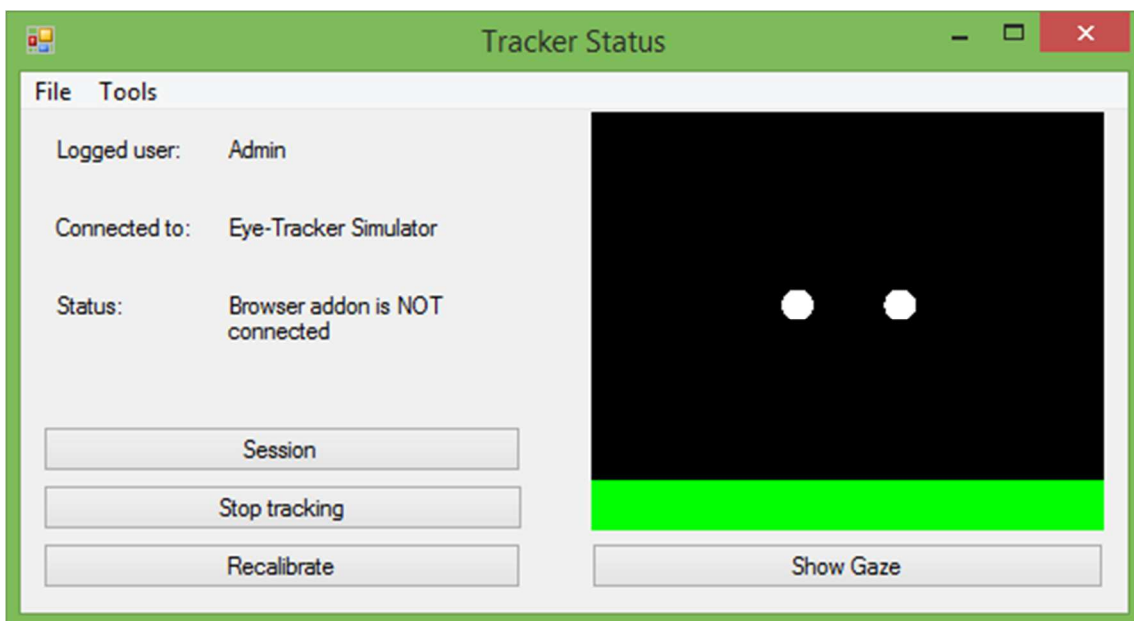 Tracker Status
File Tools
Logged user: Admin
Connected to: Eye-Tracker Simulator
Status: Browser addon is NOT
connected
Session
Stop tracking
Recalibrate
Show Gaze